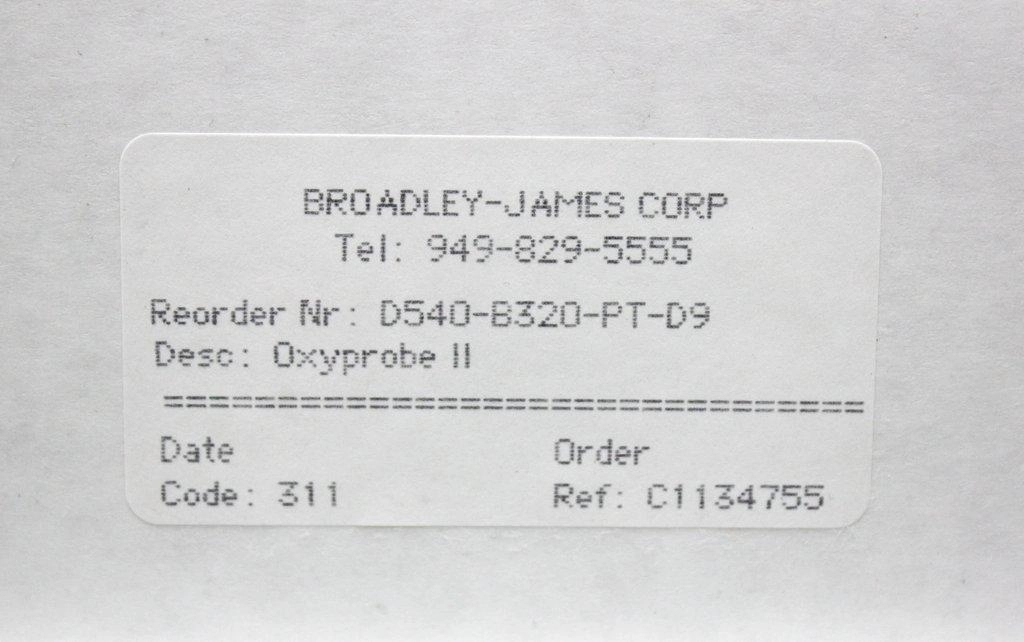 BROADLEY-JAMES CORP
Tel: 949-829-5555
Reorder Nr: D540-B320-PT-D9
Desc: Oxyprobe II
===============================
Date Order
Code: 311 Ref: C1134755